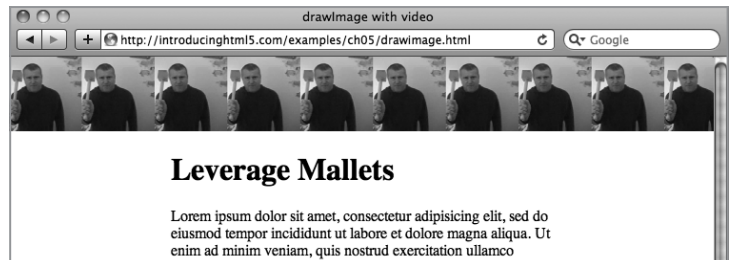 drawImage with video
http://introducinghtml5.com/examples/ch05/drawimage.html
Google
Leverage Mallets
Lorem ipsum dolor sit amet, consectetur adipisicing elit, sed do
eiusmod tempor incididunt ut labore et dolore magna aliqua. Ut
enim ad minim veniam, quis nostrud exercitation ullamco